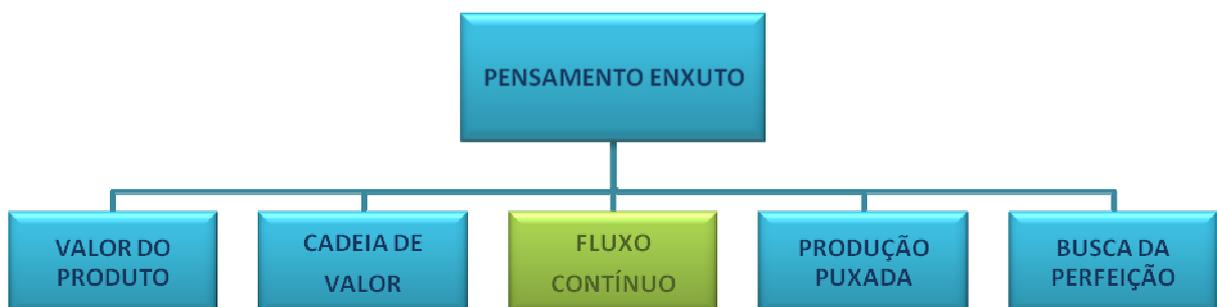 PENSAMENTO ENXUTO
VALOR DO
PRODUTO
CADEIA DE
VALOR
FLUXO
CONTÍNUO
PRODUÇÃO
PUXADA
BUSCA DA
PERFEIÇÃO